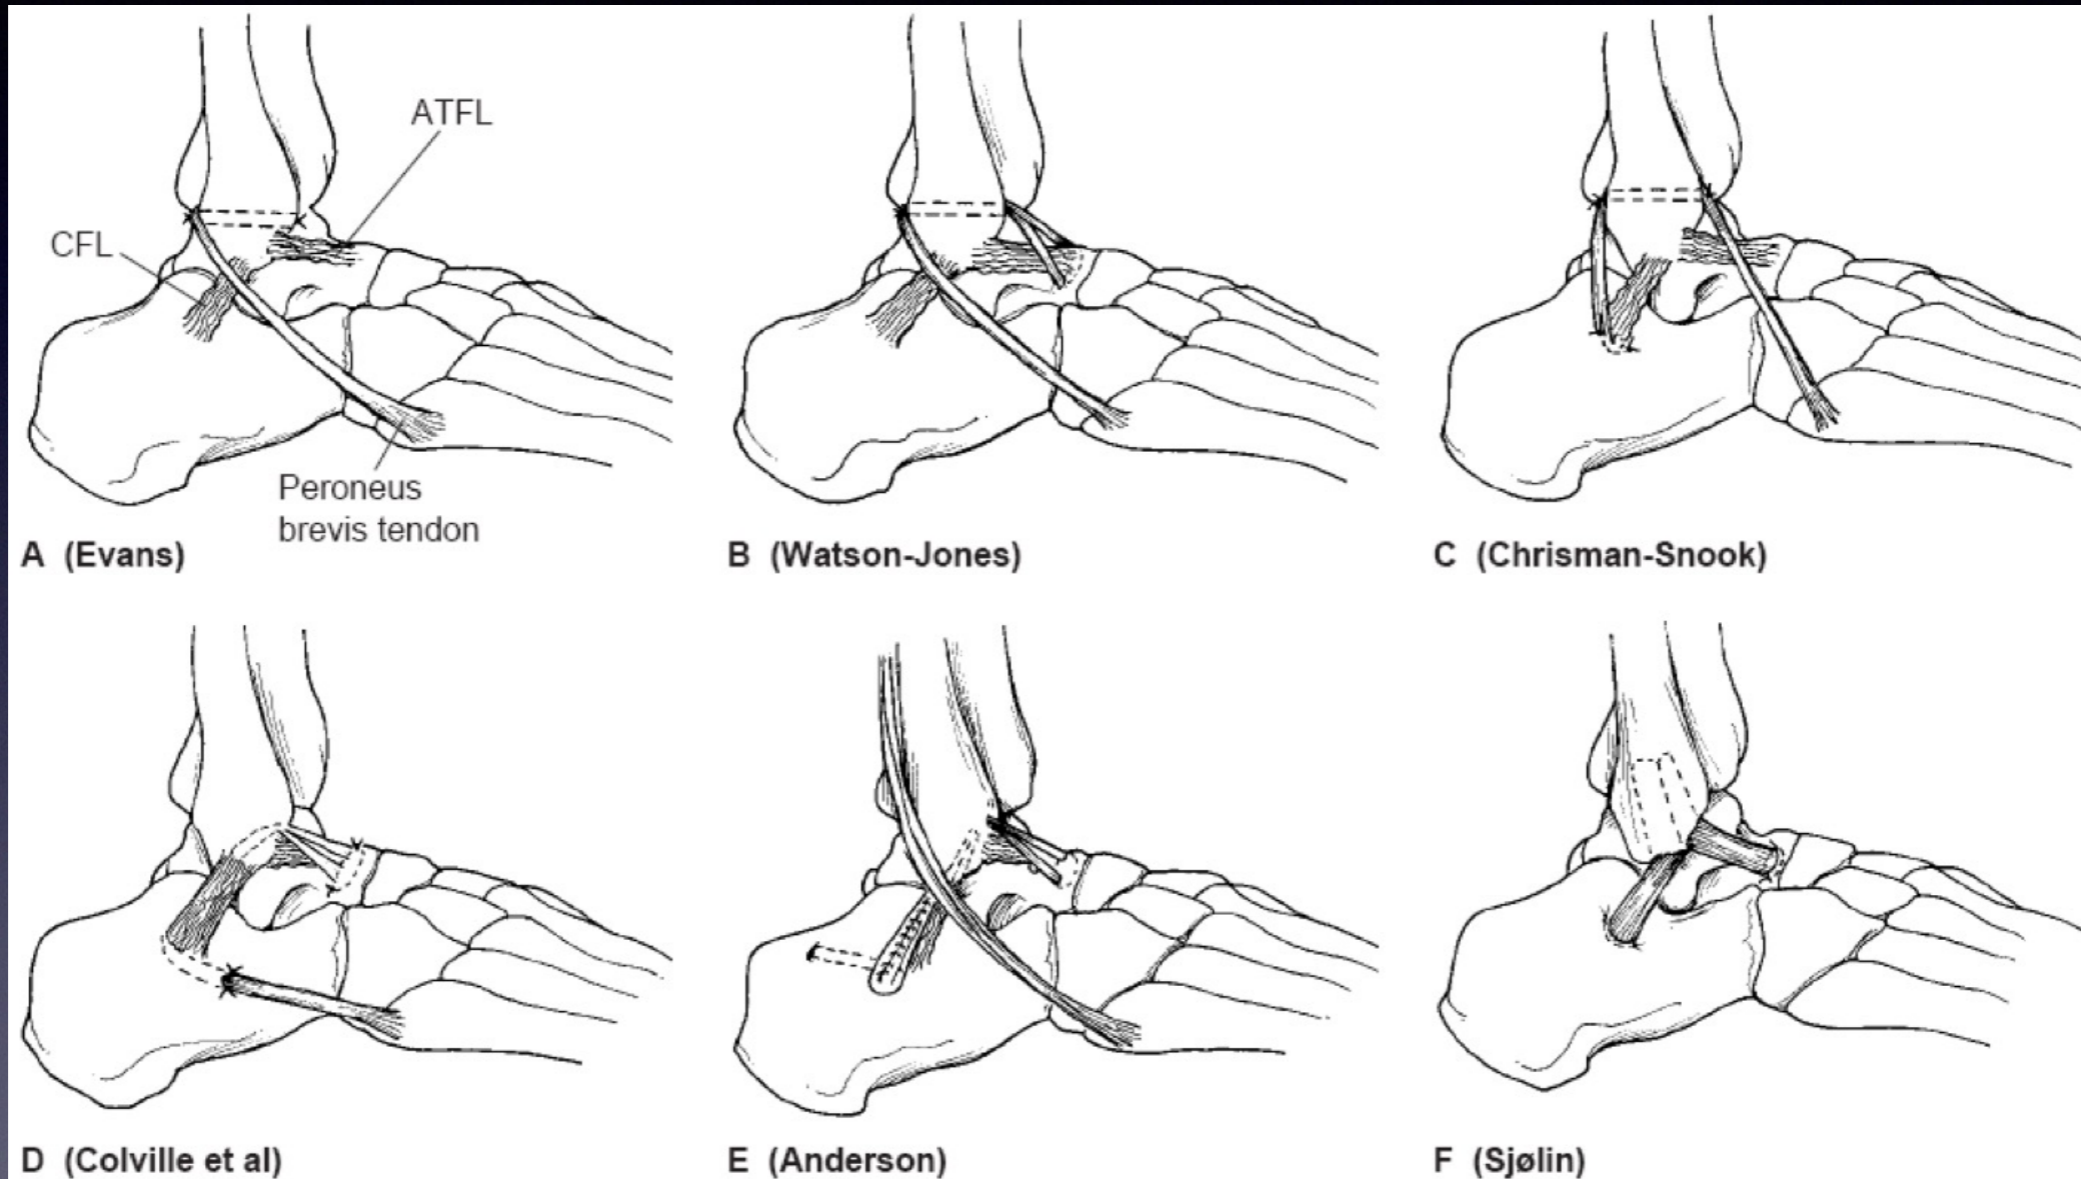 ATFL
CFL
Peroneus
brevis tendon
A (Evans)
B (Watson-Jones)
C (Chrisman-Snook)
D (Colville et al)
E (Anderson)
F (Sjølin)